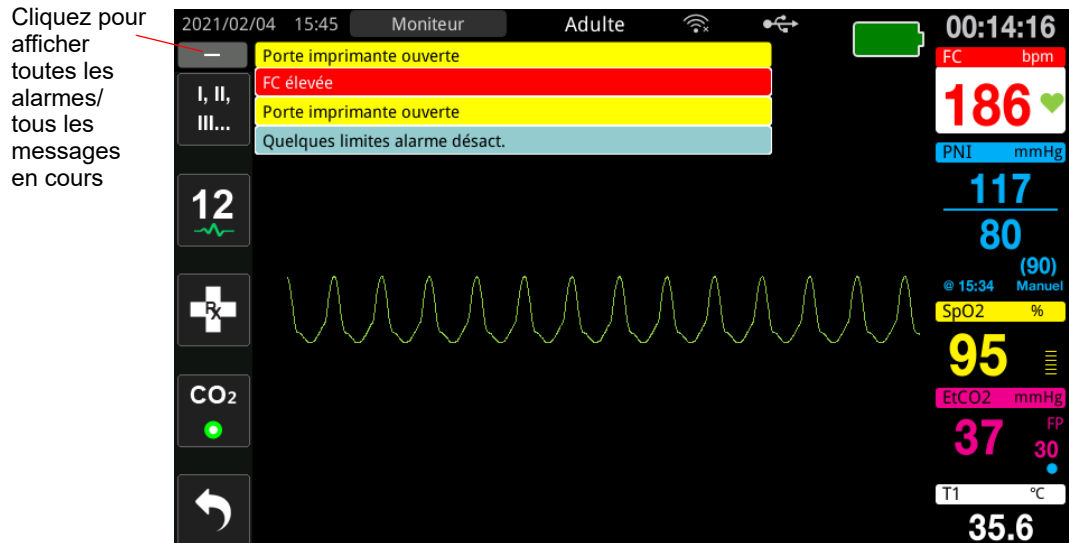 Cliquez pour
afficher
toutes les
alarmes/
tous les
messages
en cours
2021/02/04 15:45 Moniteur Adulte 00:14:16
–
Porte imprimante ouverte
FC élevée
Porte imprimante ouverte
Quelques limites alarme désact.
I, II,
III...
12
Rx
CO2
FC bpm
186
PNI mmHg
117
80
(90)
@ 15:34 Manuel
SpO2 %
95
EtCO2 mmHg
37 FP
30
T1 °C
35.6